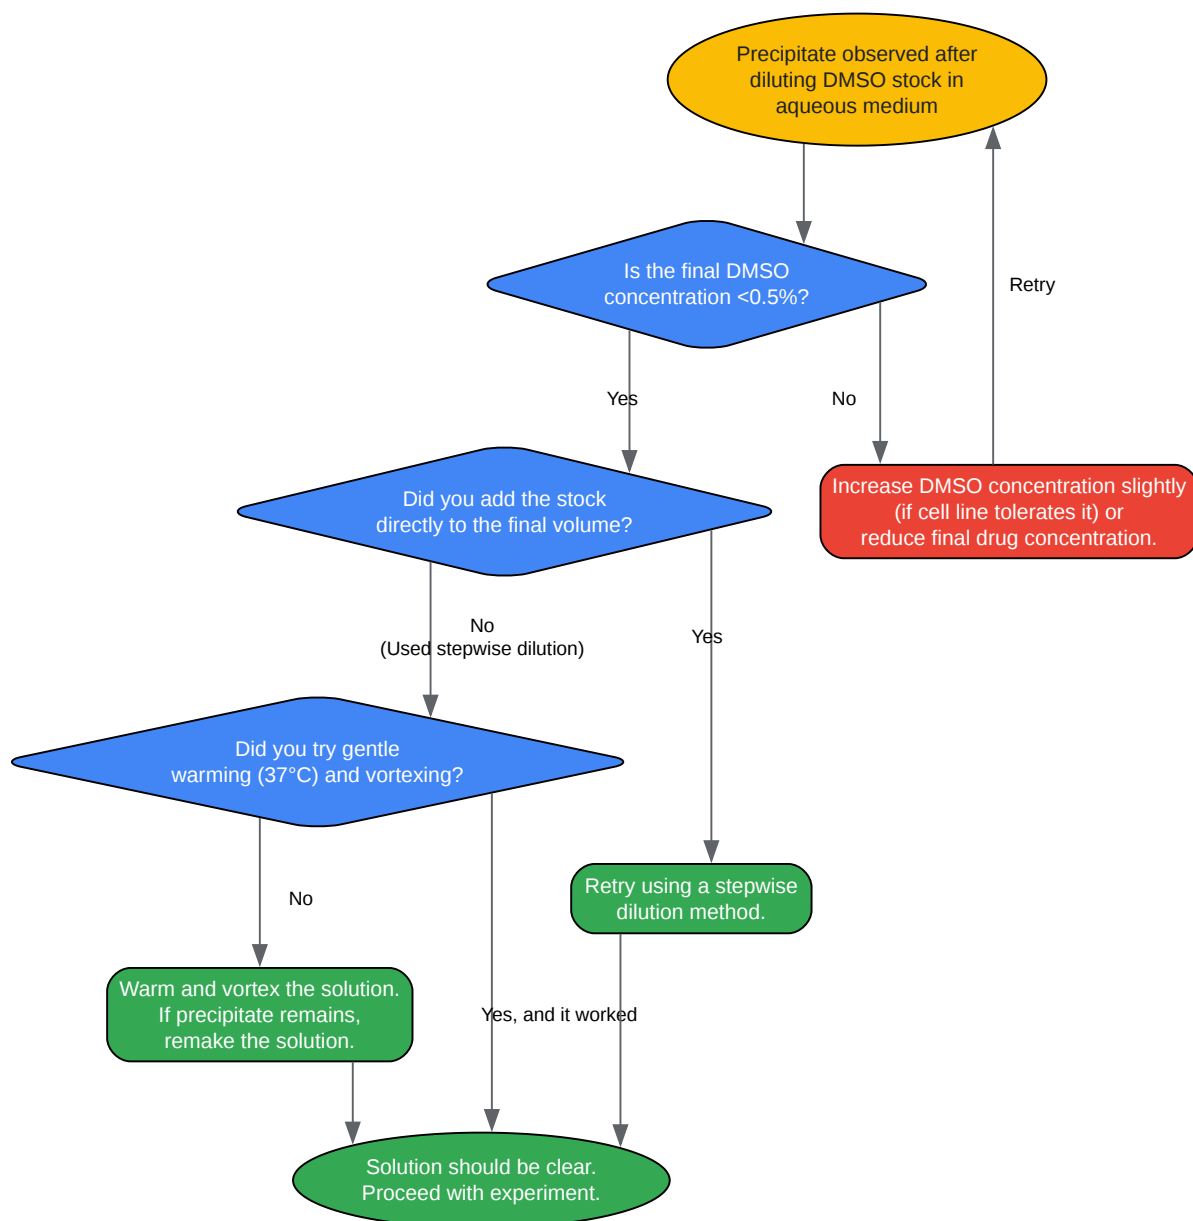 Precipitate observed after
diluting DMSO stock in
aqueous medium
Is the final DMSO
concentration <0.5%?
Retry
Yes
No
Did you add the stock
directly to the final volume?
Increase DMSO concentration slightly
(if cell line tolerates it) or
reduce final drug concentration.
No
(Used stepwise dilution)
Yes
Did you try gentle
warming (37°C) and vortexing?
No
Retry using a stepwise
dilution method.
Warm and vortex the solution.
If precipitate remains,
remake the solution.
Yes, and it worked
Solution should be clear.
Proceed with experiment.